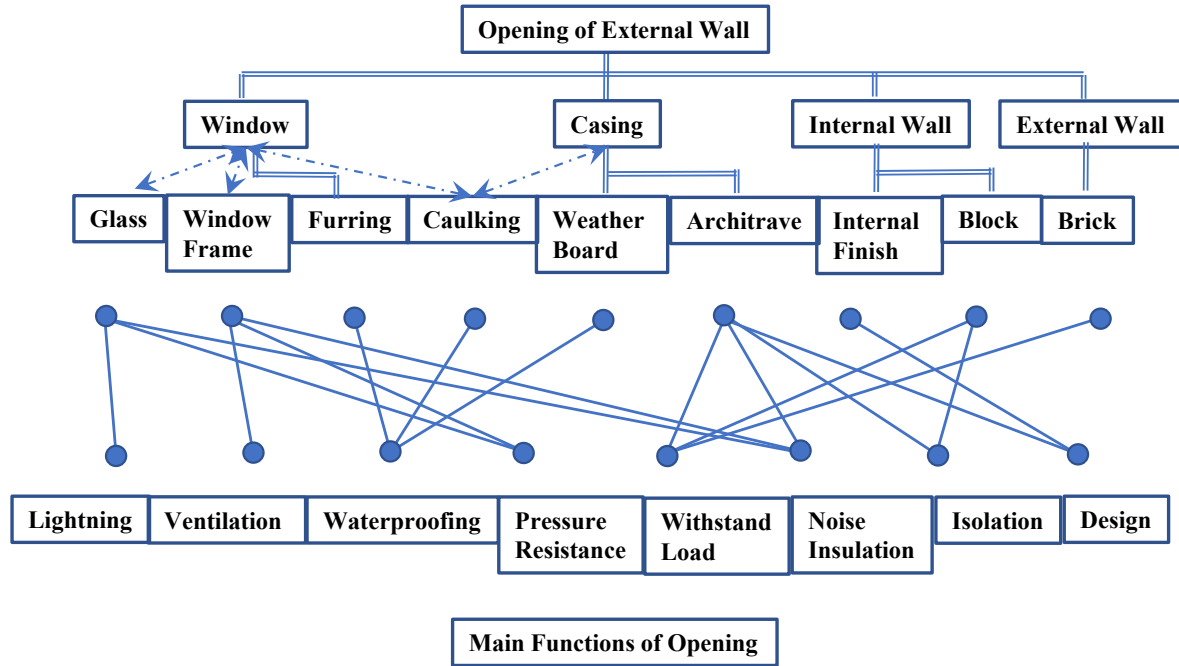 Opening of External Wall
Window
Casing
Internal Wall
External Wall
Glass
Window
Frame
Furring
Caulking
Weather
Board
Architrave
Internal
Finish
Block
Brick
Lightning
Ventilation
Waterproofing
Pressure
Resistance
Withstand
Load
Noise
Insulation
Isolation
Design
Main Functions of Opening